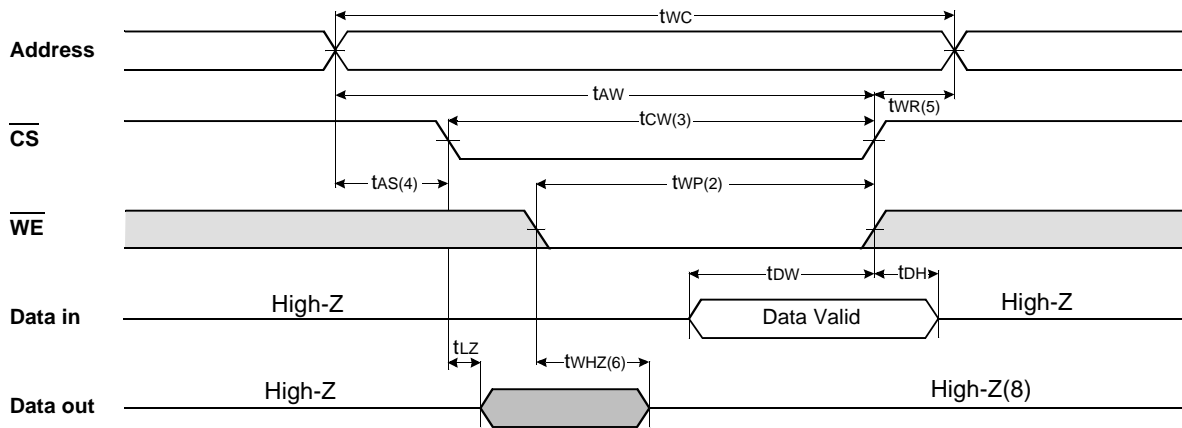 tWC
Address
tAW
tWR(5)
tCW(3)
CS
tAS(4)
tWP(2)
WE
tDW
tDH
High-Z
Data Valid
High-Z
Data in
tLZ
tWHZ(6)
High-Z
High-Z(8)
Data out